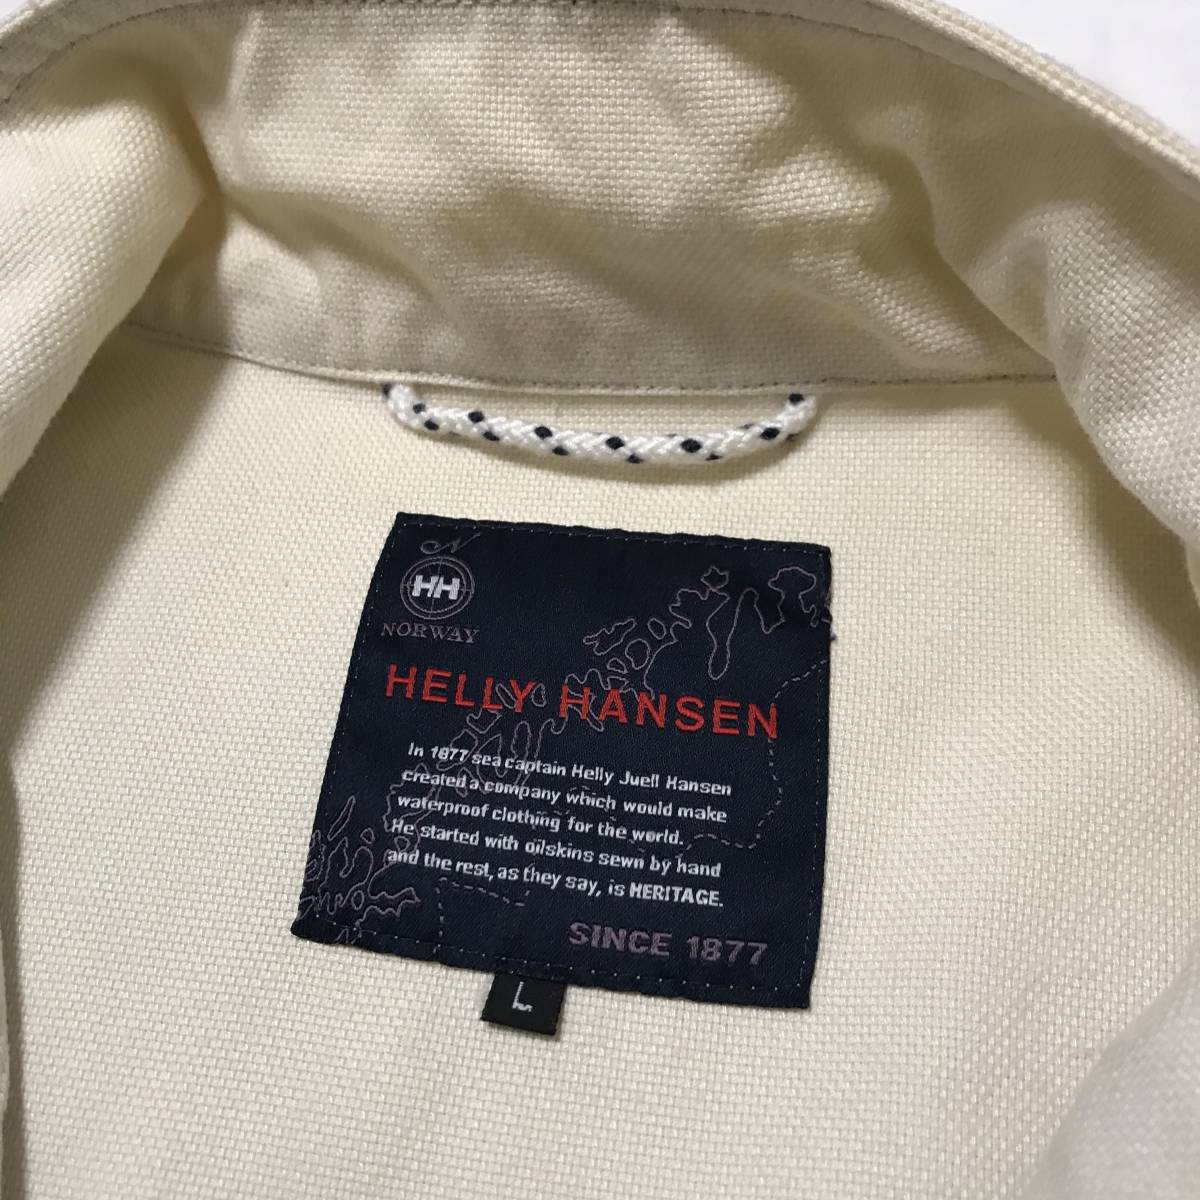 N
HH
NORWAY
HELLY HANSEN
In 1877 sea captain Helly Juell Hansen
created a company which would make
waterproof clothing for the world.
He started with oilskins sewn by hand
and the rest, as they say, is HERITAGE.
SINCE 1877
L